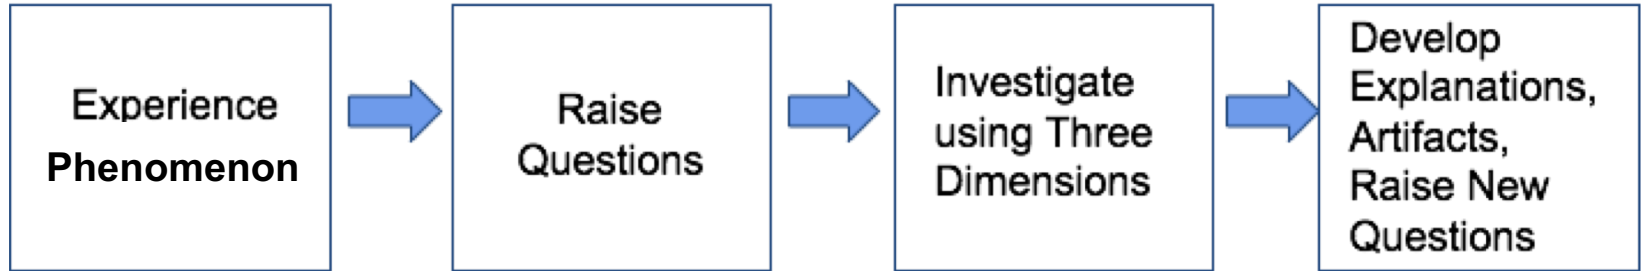 Experience
Phenomenon
Raise
Questions
Investigate
using Three
Dimensions
Develop
Explanations,
Artifacts,
Raise New
Questions